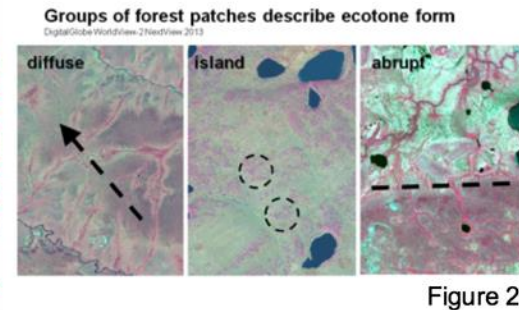 Groups of forest patches describe ecotone form
DigitalGlobe WorldView-2 NextView 2013
diffuse
island
abrupt
Figure 2